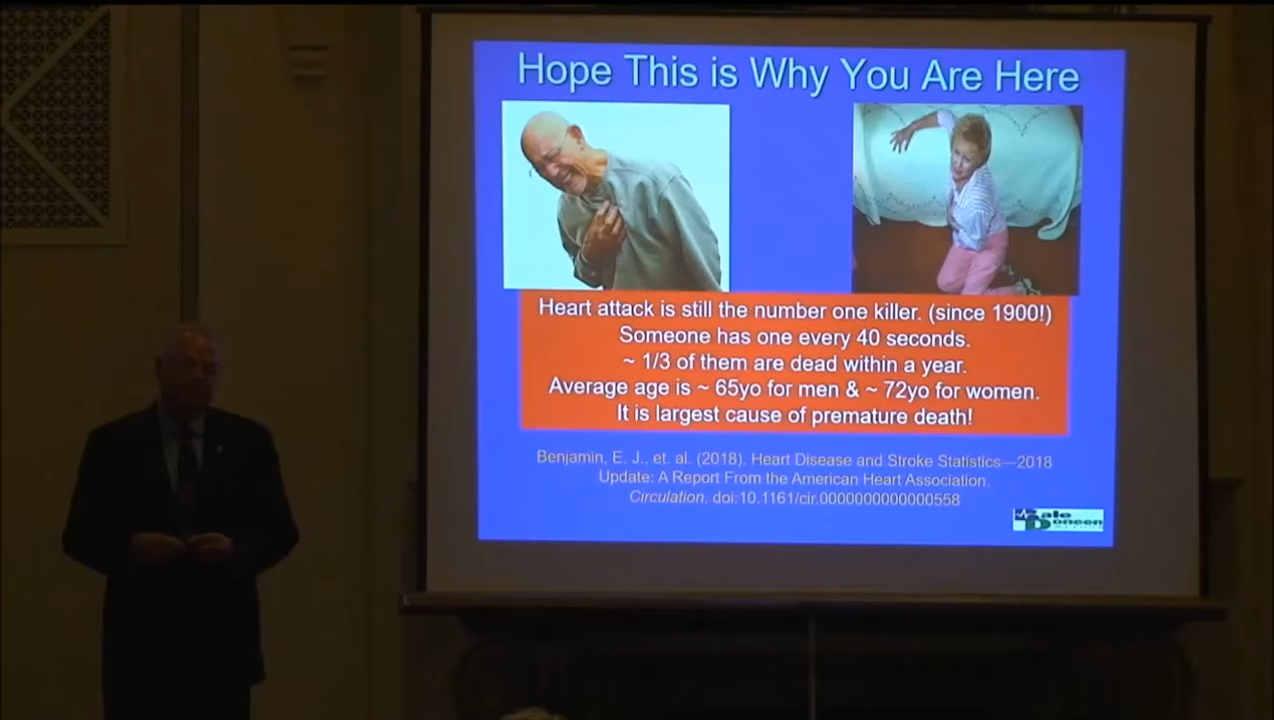 Hope This is Why You Are Here
Heart attack is still the number one killer. (since 1900!)
Someone has one every 40 seconds.
~ 1/3 of them are dead within a year.
Average age is ~ 65yo for men & ~ 72yo for women.
It is largest cause of premature death!
Benjamin, E. J., et. al. (2018). Heart Disease and Stroke Statistics—2018
Update: A Report From the American Heart Association.
Circulation. doi:10.1161/cir.0000000000000558
Bale
Doneen